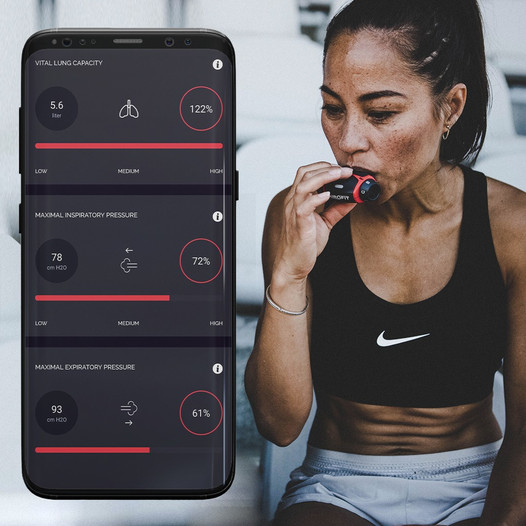 VITAL LUNG CAPACITY
5.6
liter
122%
LOW MEDIUM HIGH
MAXIMAL INSPIRATORY PRESSURE
78
cm H2O
72%
LOW MEDIUM HIGH
MAXIMAL EXPIRATORY PRESSURE
93
cm H2O
61%